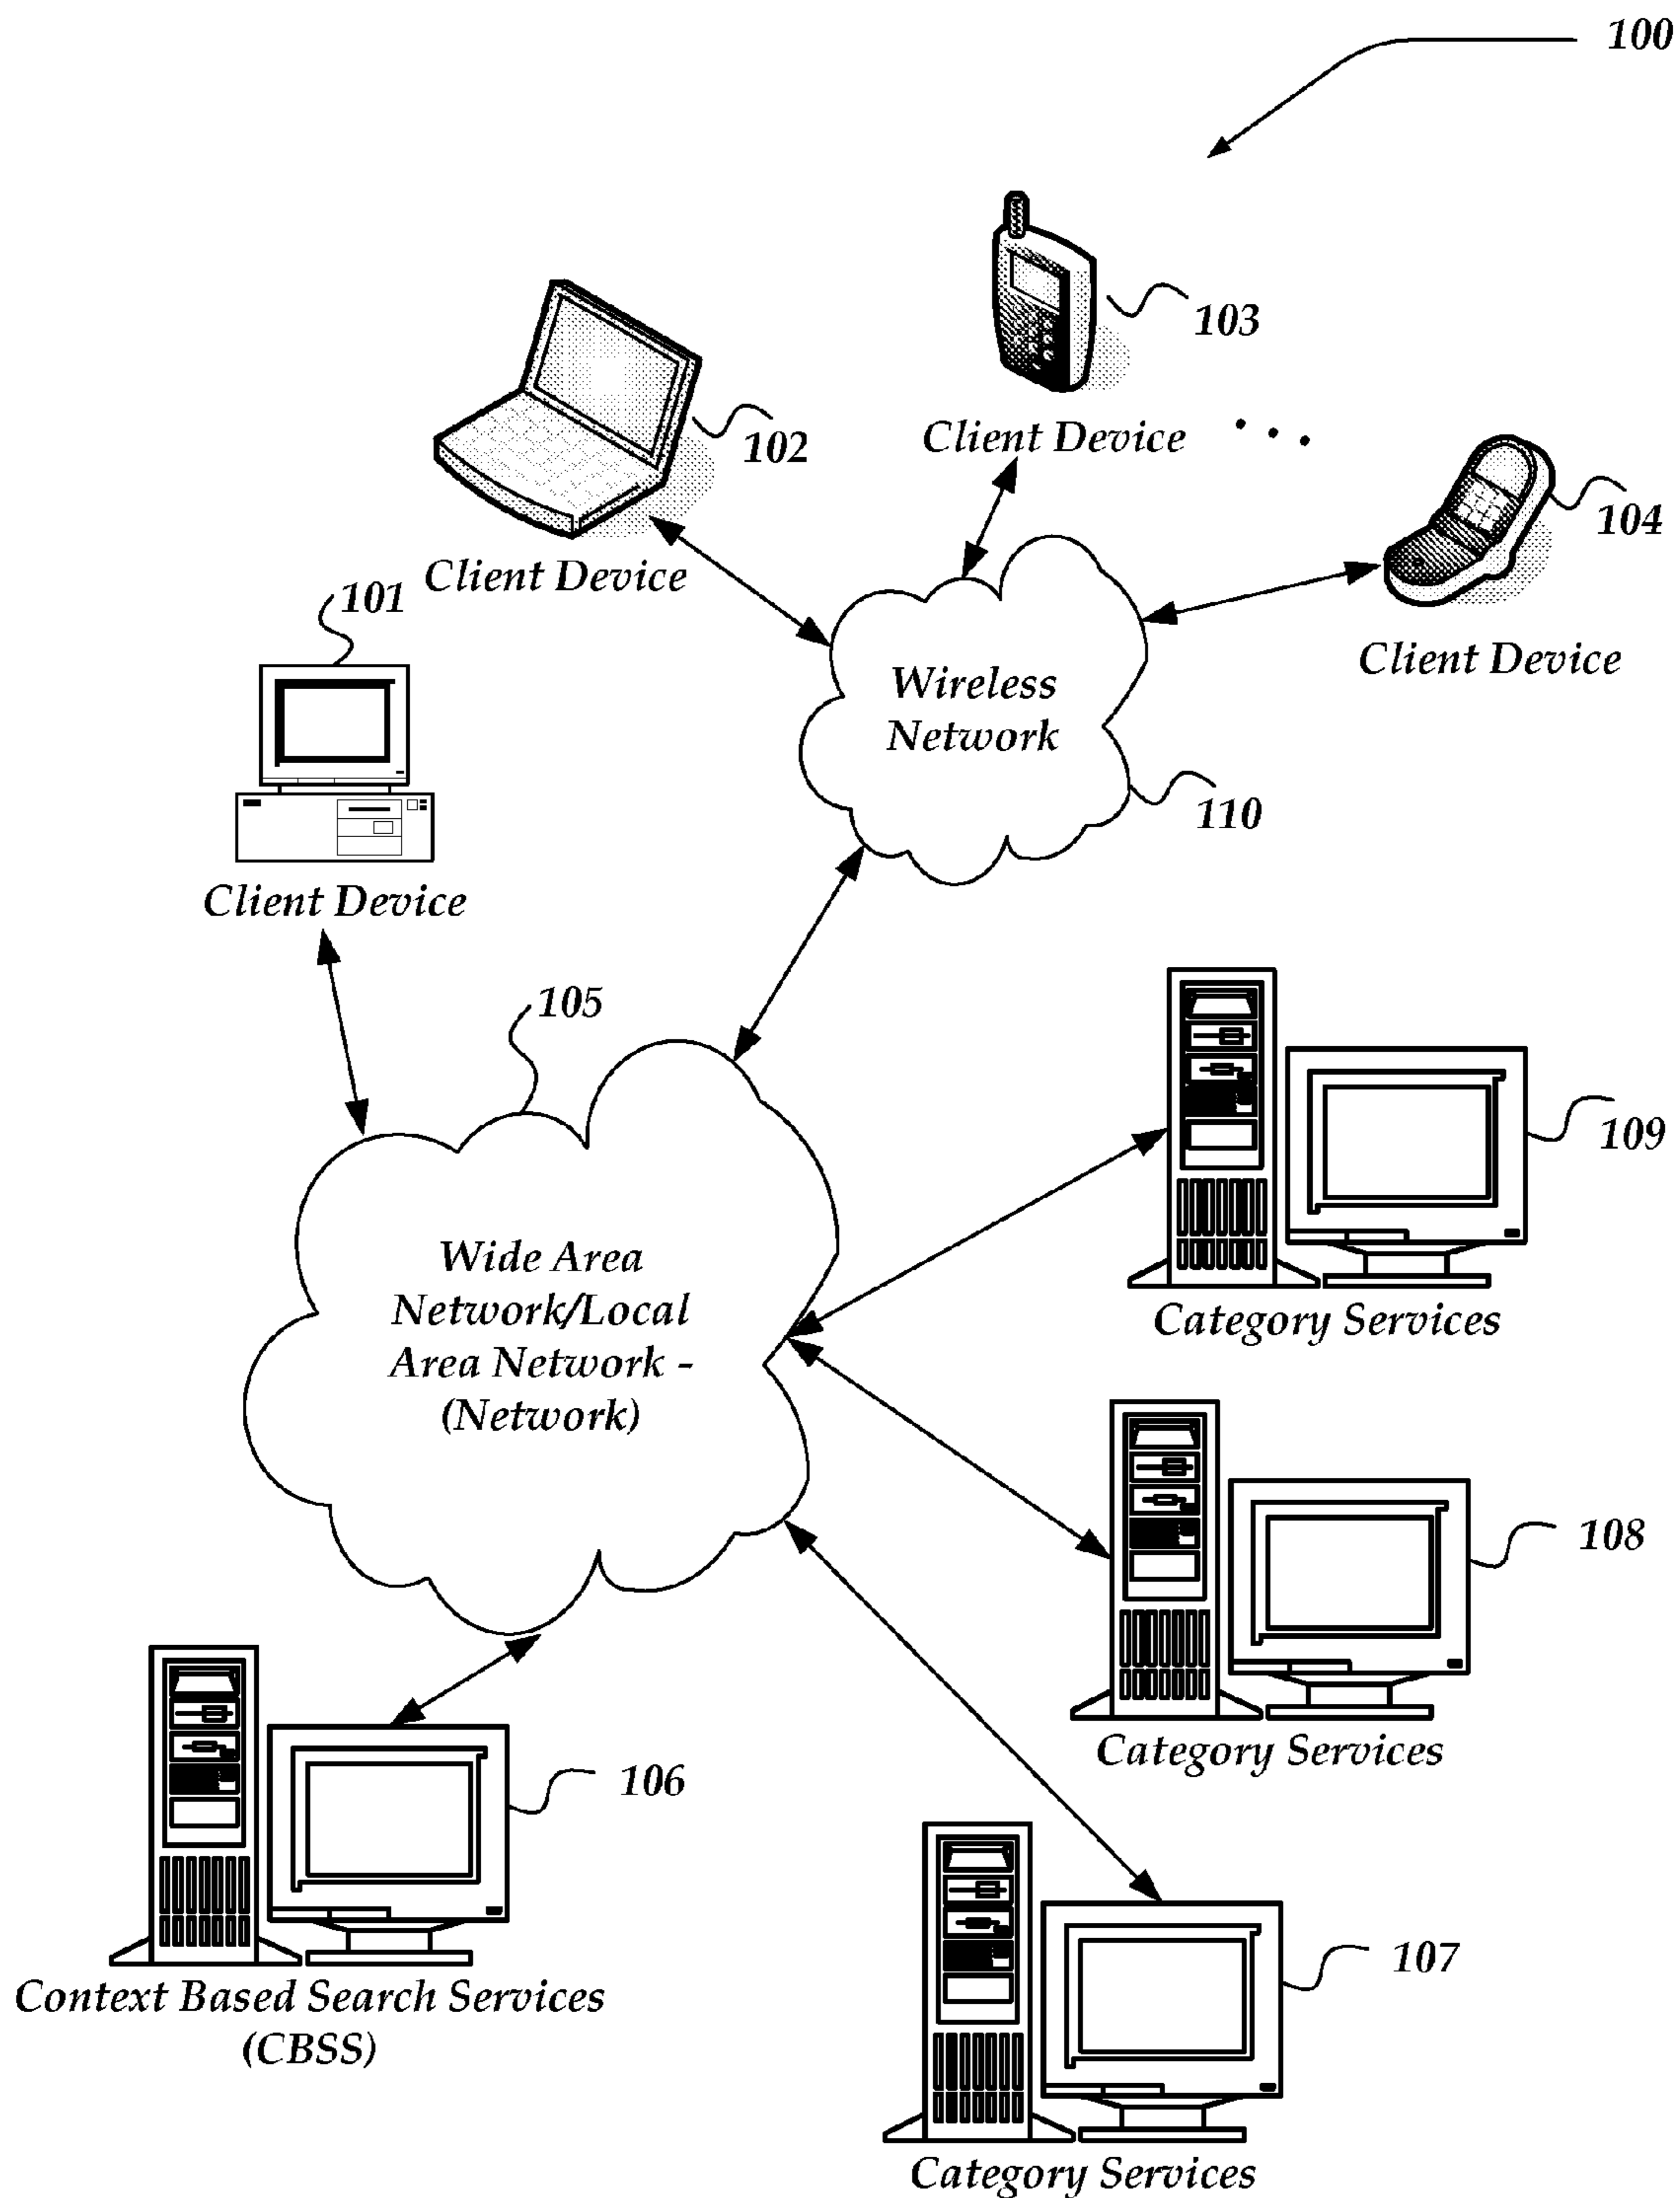 100
103
Client Device
. . .
102
104
Client Device
Client Device
101
Wireless
Network
110
Client Device
105
109
Wide Area
Network/Local
Area Network -
(Network)
Category Services
108
Category Services
106
107
Context Based Search Services
(CBSS)
Category Services